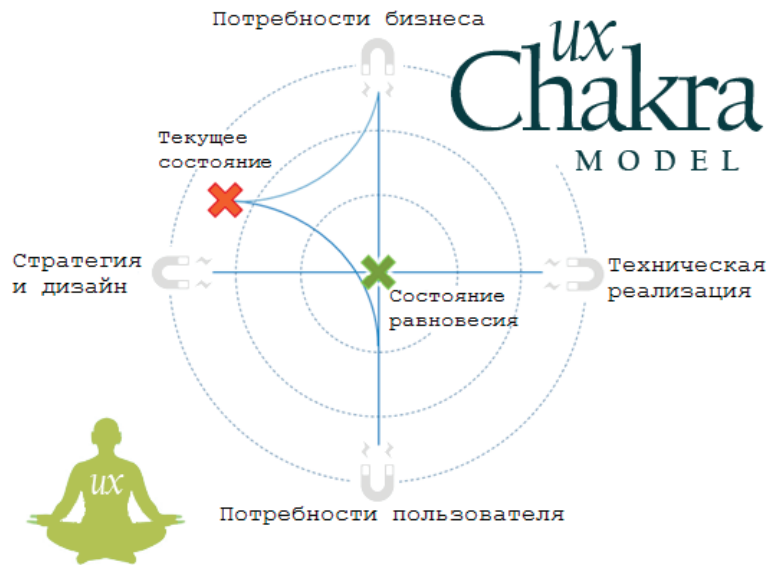 Потребности бизнеса
ux
Chakra
MODEL
Текущее
состояние
Стратегия
и дизайн
Техническая
реализация
Состояние
равновесия
ux
Потребности пользователя